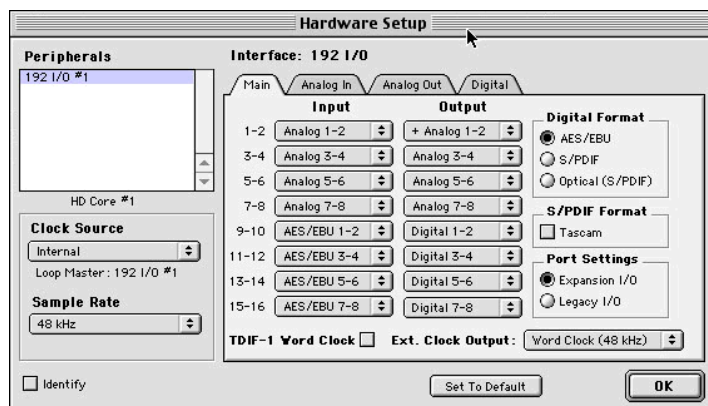 Hardware Setup
Peripherals
192 I/O #1
HD Core #1
Clock Source
Internal
Loop Master : 192 I/O #1
Sample Rate
48 kHz
Identify
Interface: 192 I/O
Main Analog In Analog Out Digital
Input Output
1-2 Analog 1-2 + Analog 1-2
3-4 Analog 3-4 Analog 3-4
5-6 Analog 5-6 Analog 5-6
7-8 Analog 7-8 Analog 7-8
9-10 AES/EBU 1-2 Digital 1-2
11-12 AES/EBU 3-4 Digital 3-4
13-14 AES/EBU 5-6 Digital 5-6
15-16 AES/EBU 7-8 Digital 7-8
Digital Format
AES/EBU
S/PDIF
Optical (S/PDIF)
S/PDIF Format
Tascam
Port Settings
Expansion I/O
Legacy I/O
TDIF-1 Word Clock Ext. Clock Output: Word Clock (48 kHz)
Set To Default OK